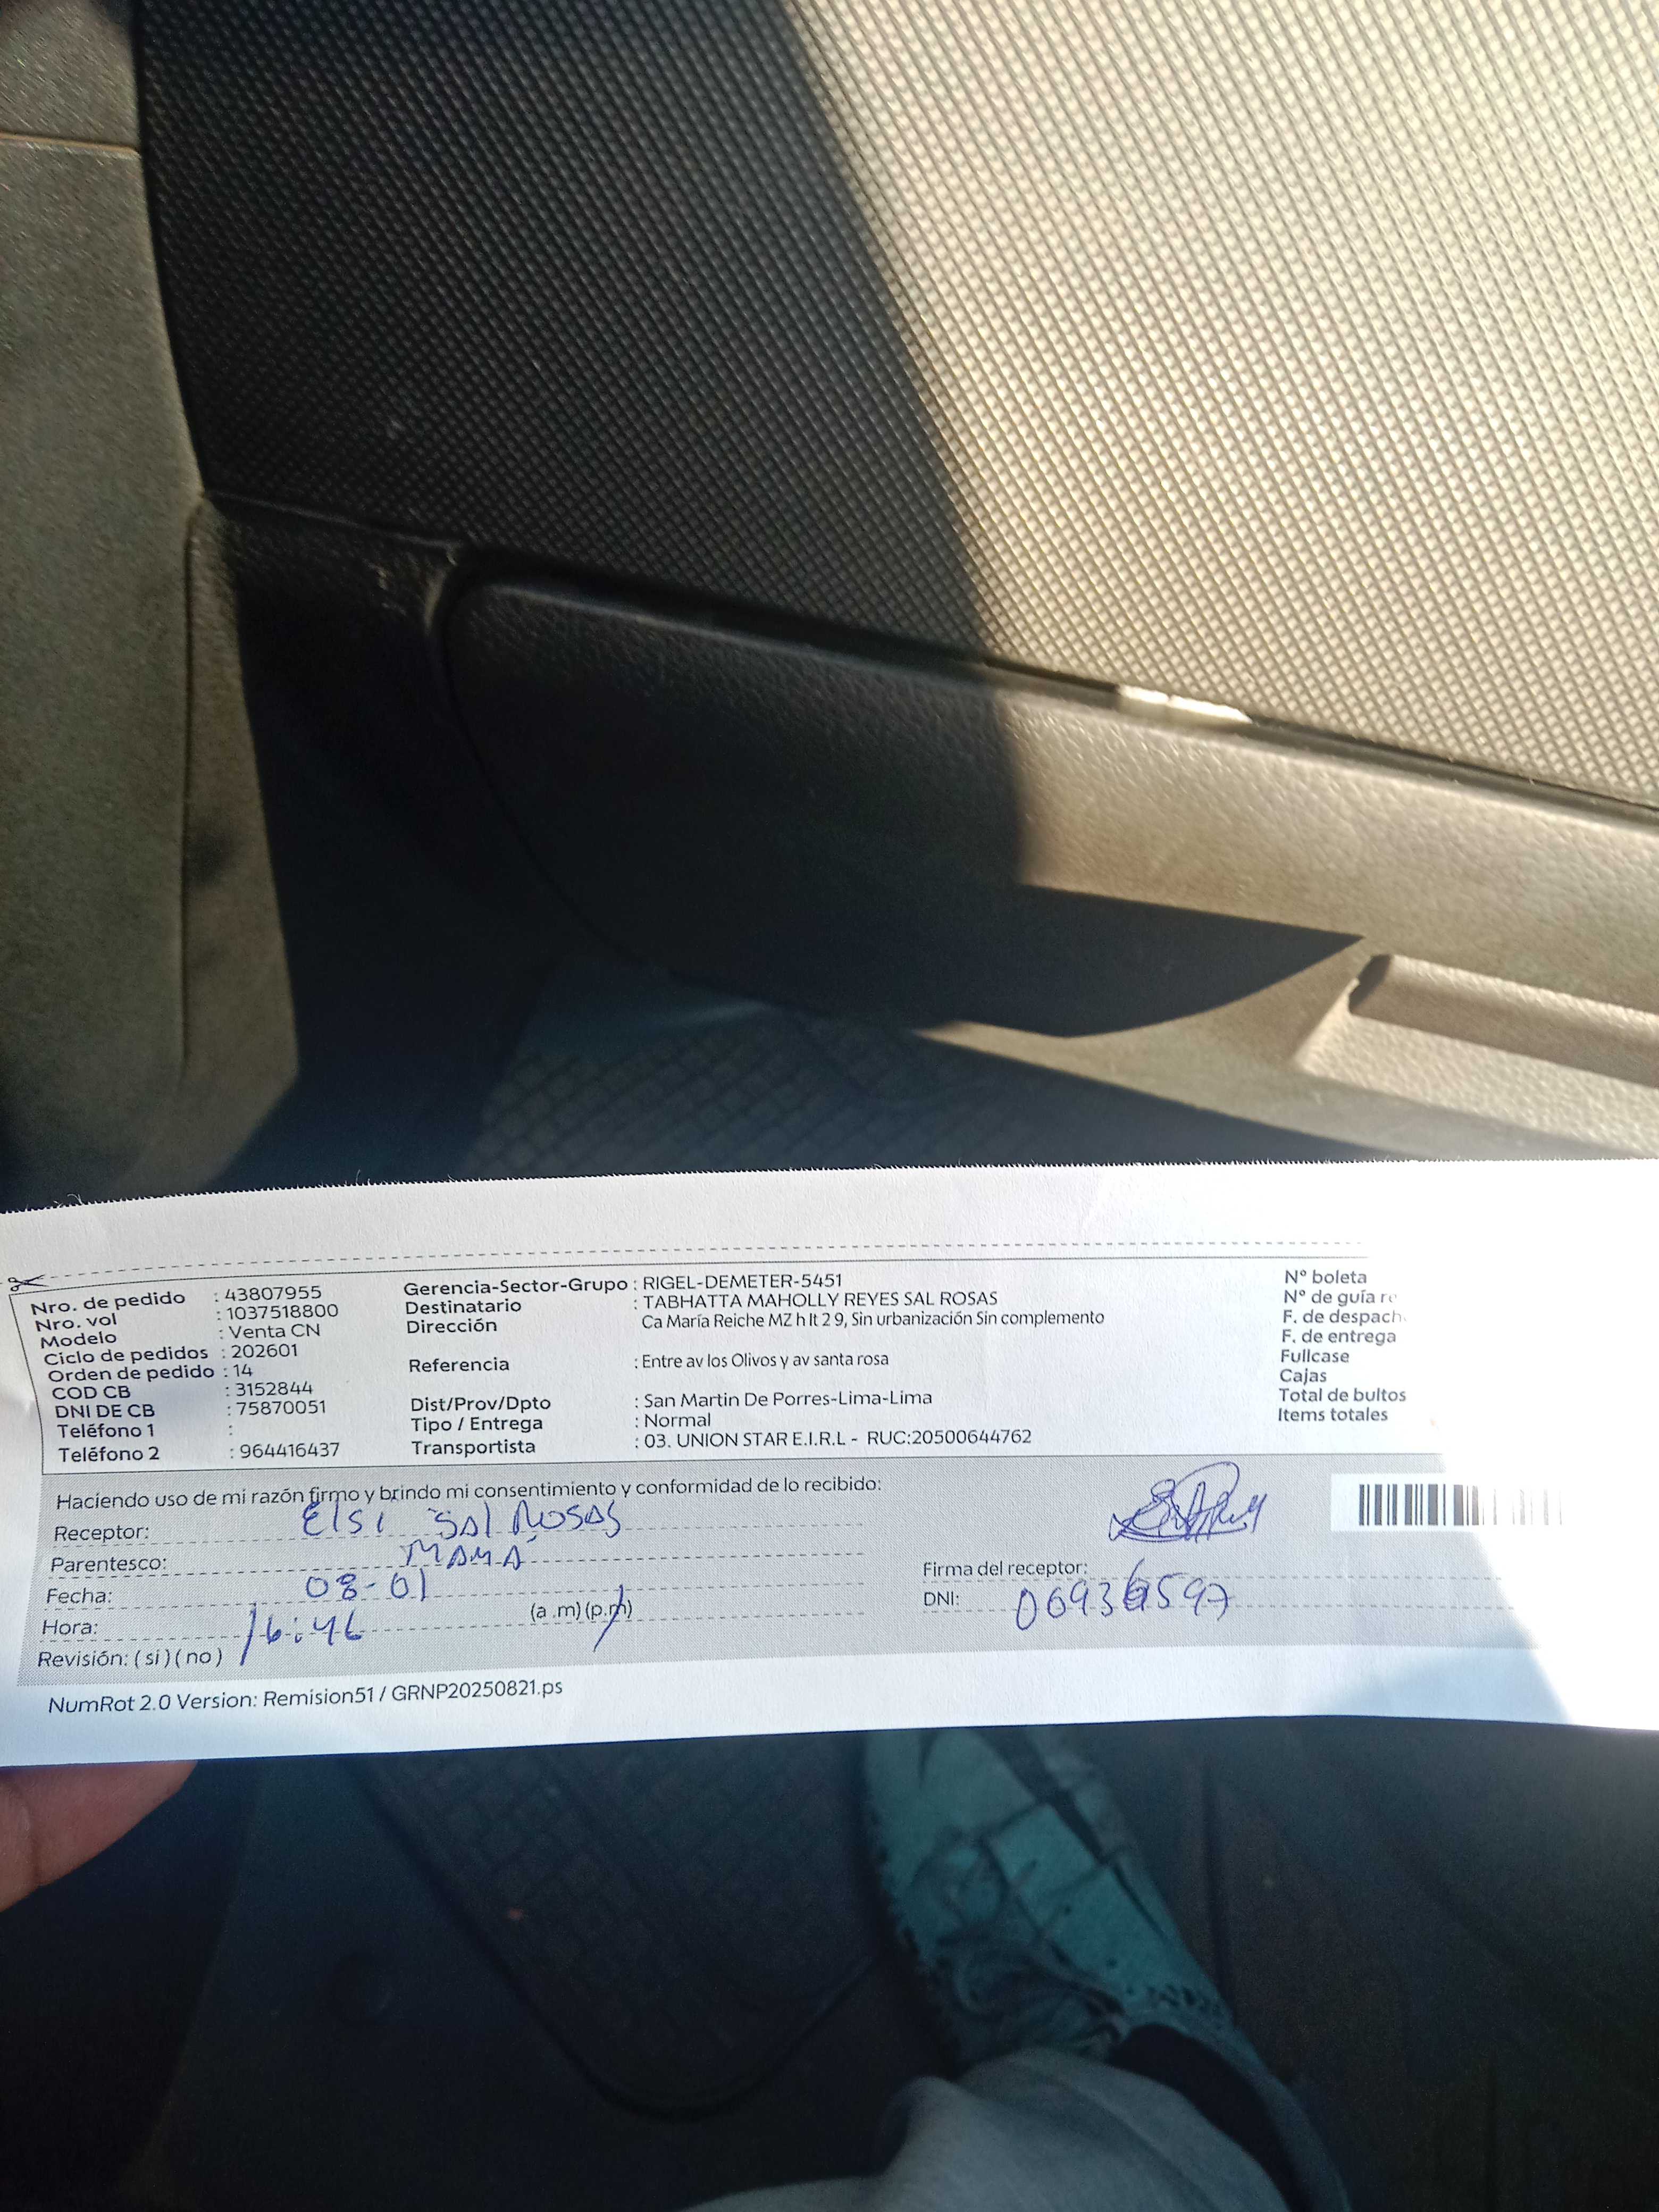 Nro. de pedido : 43807955
Nro. vol : 1037518800
Modelo : Venta CN
Ciclo de pedidos : 202601
Orden de pedido : 14
COD CB : 3152844
DNI DE CB : 75870051
Teléfono 1 :
Teléfono 2 : 964416437
Gerencia-Sector-Grupo : RIGEL-DEMETER-5451
Destinatario : TABHATTA MAHOLLY REYES SAL ROSAS
Dirección Ca María Reiche MZ h lt 2 9, Sin urbanización Sin complemento
Referencia : Entre av los Olivos y av santa rosa
Dist/Prov/Dpto : San Martin De Porres-Lima-Lima
Tipo / Entrega : Normal
Transportista : 03. UNION STAR E.I.R.L - RUC:20500644762
N° boleta
N° de guía
F. de despach
F. de entrega
Fullcase
Cajas
Total de bultos
Items totales
Haciendo uso de mi razón firmo y brindo mi consentimiento y conformidad de lo recibido:
Receptor: Elsi Sal Rosas
Parentesco: MAMÁ
Fecha: 08-01
Hora: 16:46 (a .m) (p.m)
Revisión: ( si ) ( no )
Firma del receptor:
DNI:
NumRot 2.0 Version: Remision51 / GRNP20250821.ps